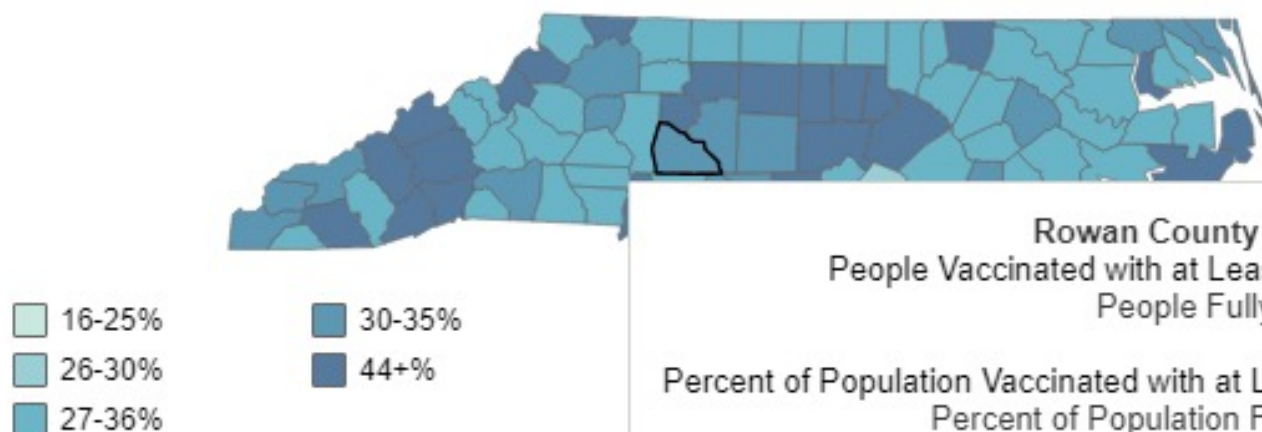 16-25%
26-30%
27-36%
30-35%
44+%
Rowan County
People Vaccinated with at Leas
People Fully
Percent of Population Vaccinated with at L
Percent of Population F